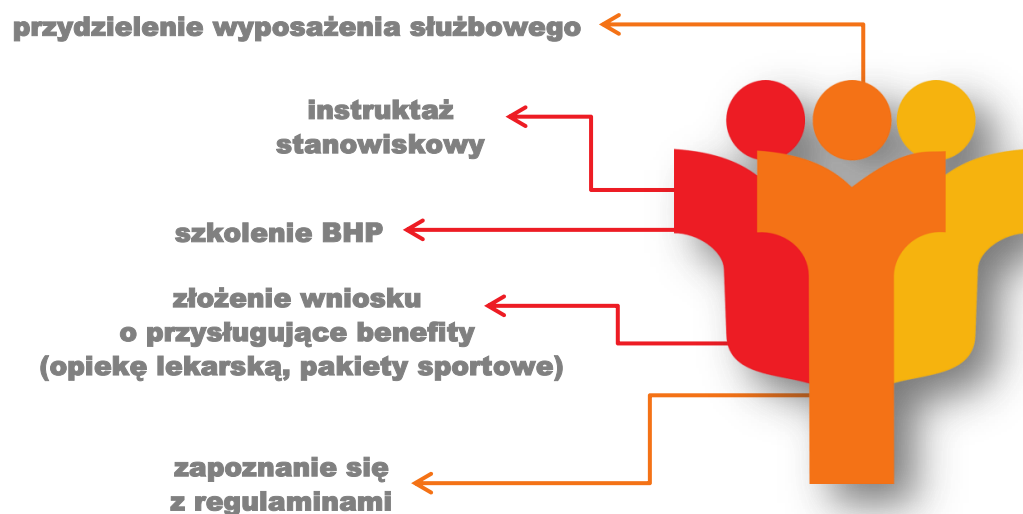 przydzielenie wyposażenia służbowego
instruktaż
stanowiskowy
szkolenie BHP
złożenie wniosku
o przysługujące benefity
(opiekę lekarską, pakiety sportowe)
zapoznanie się
z regulaminami